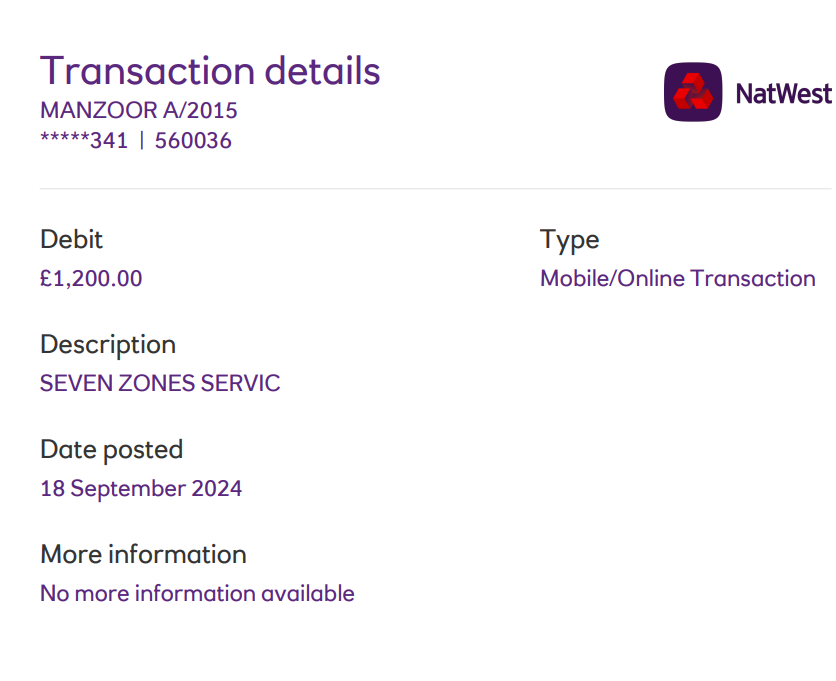 Transaction details
MANZOOR A/2015
*****341 | 560036
NatWest
Debit
£1,200.00
Type
Mobile/Online Transaction
Description
SEVEN ZONES SERVIC
Date posted
18 September 2024
More information
No more information available